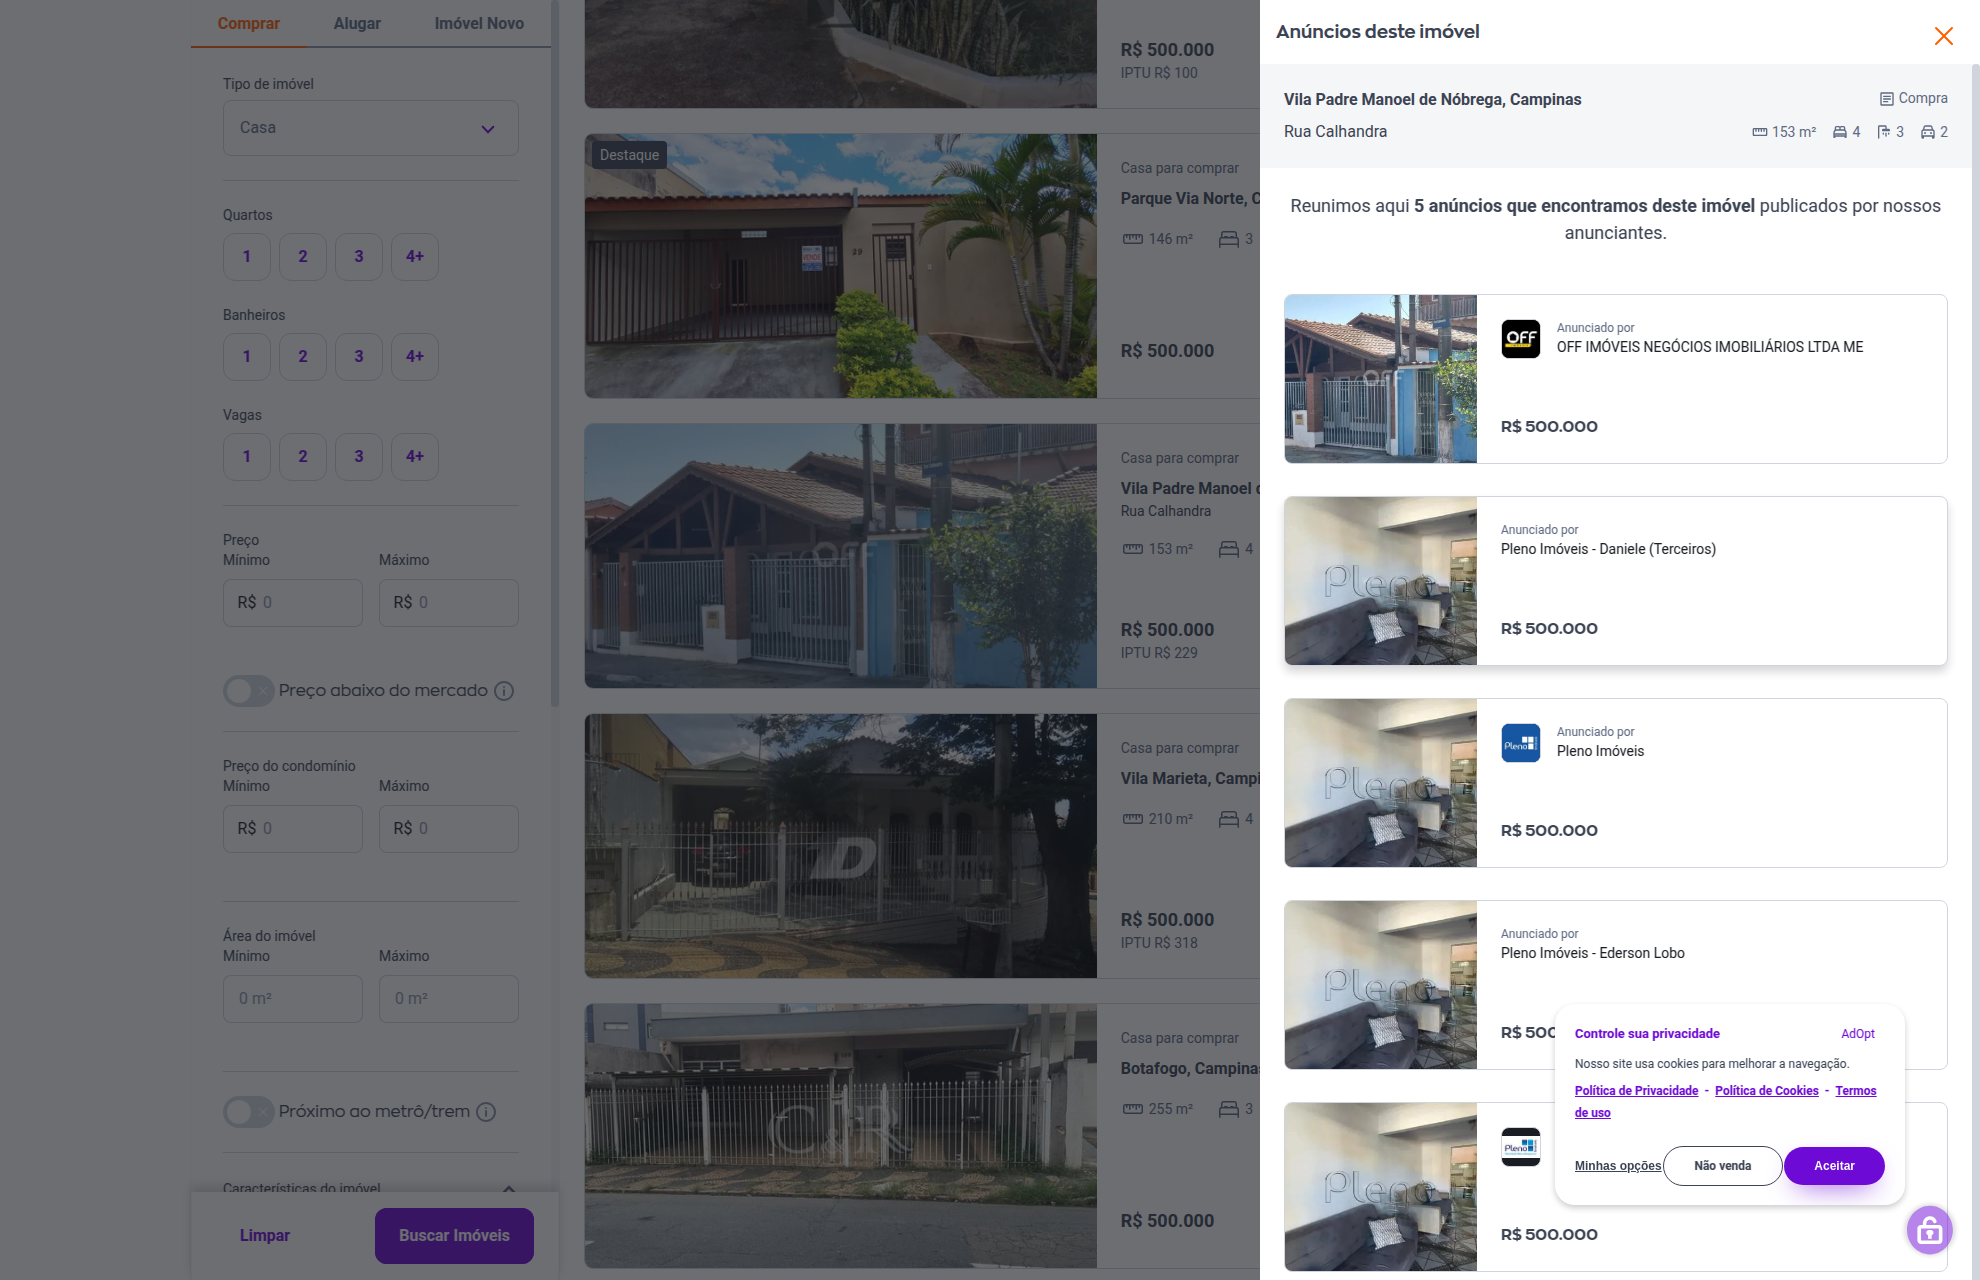 Comprar
Alugar
Imóvel Novo
Tipo de imóvel
Casa
Quartos
1
2
3
4+
Banheiros
1
2
3
4+
Vagas
1
2
3
4+
Preço
Mínimo
Máximo
R$ 0
R$ 0
Preço abaixo do mercado
Preço do condomínio
Mínimo
Máximo
R$ 0
R$ 0
Área do imóvel
Mínimo
Máximo
0 m²
0 m²
Próximo ao metrô/trem
Características do imóvel
Limpar
Buscar Imóveis
R$ 500.000
IPTU R$ 100
Destaque
Casa para comprar
Parque Via Norte, C
146 m²
3
R$ 500.000
Casa para comprar
Vila Padre Manoel
Rua Calhandra
153 m²
4
R$ 500.000
IPTU R$ 229
OFF
Casa para comprar
Vila Marieta, Campi
210 m²
4
R$ 500.000
IPTU R$ 318
D
Casa para comprar
Botafogo, Campinas
255 m²
3
R$ 500.000
C&R
Anúncios deste imóvel
Vila Padre Manoel de Nóbrega, Campinas
Compra
Rua Calhandra
153 m²
4
3
2
Reunimos aqui 5 anúncios que encontramos deste imóvel publicados por nossos
anunciantes.
OFF
OFF
Anunciado por
OFF IMÓVEIS NEGÓCIOS IMOBILIÁRIOS LTDA ME
R$ 500.000
Pleno
Anunciado por
Pleno Imóveis - Daniele (Terceiros)
R$ 500.000
Pleno
Pleno
Anunciado por
Pleno Imóveis
R$ 500.000
Pleno
Anunciado por
Pleno Imóveis - Ederson Lobo
R$ 500
Pleno
Pleno
R$ 500.000
Controle sua privacidade
AdOpt
Nosso site usa cookies para melhorar a navegação.
Política de Privacidade - Política de Cookies - Termos
de uso
Minhas opções
Não venda
Aceitar